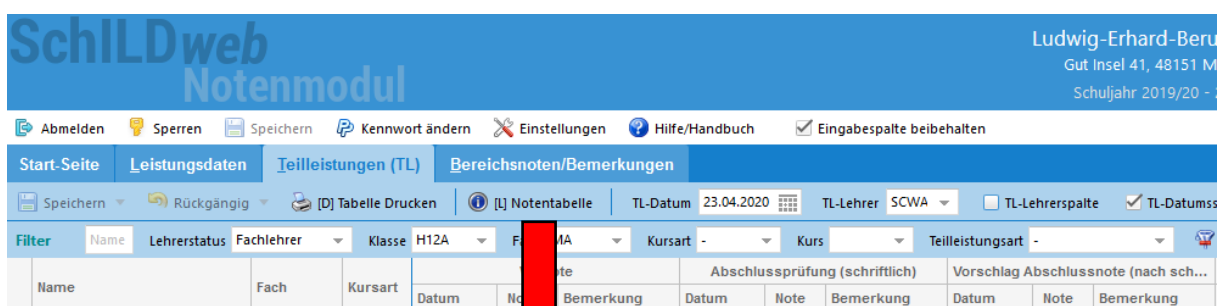 SchILDweb
Notenmodul
Ludwig-Erhard-Beru
Gut Insel 41, 48151 M
Schuljahr 2019/20 -
Abmelden Sperren Speichern Kennwort ändern Einstellungen Hilfe/Handbuch Eingabespalte beibehalten
Start-Seite Leistungsdaten Teilleistungen (TL) Bereichsnoten/Bemerkungen
Speichern Rückgängig [D] Tabelle Drucken [L] Notentabelle TL-Datum 23.04.2020 TL-Lehrer SCWA TL-Lehrerspalte TL-Datumss
Filter Name Lehrerstatus Fachlehrer Klasse H12A MA Kursart - Kurs Teilleistungsart -
Name Fach Kursart Abschlussprüfung (schriftlich) Vorschlag Abschlussnote (nach sch...
Datum Bemerkung Datum Note Bemerkung Datum Note Bemerkung